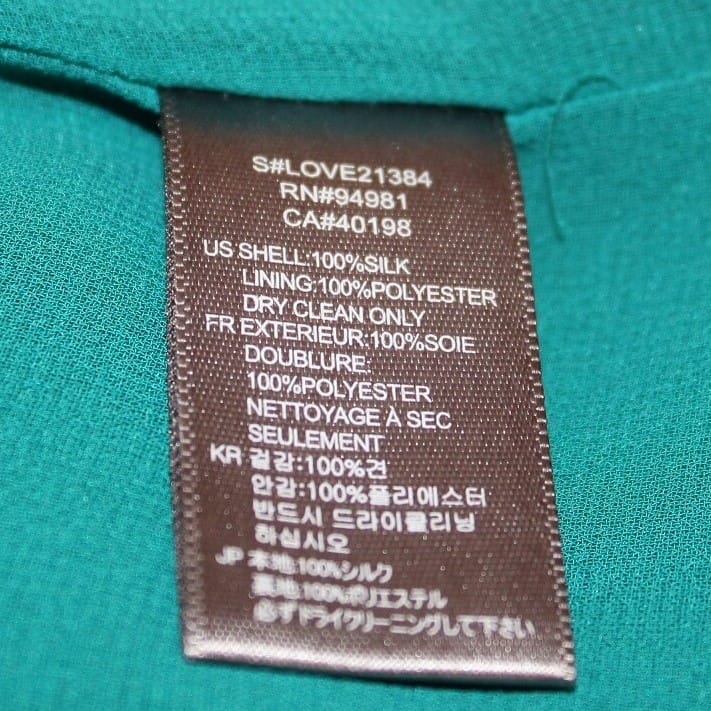 S#LOVE21384
RN#94981
CA#40198
US SHELL:100%SILK
LINING:100%POLYESTER
DRY CLEAN ONLY
FR EXTERIEUR:100%SOIE
DOUBLURE:
100%POLYESTER
NETTOYAGE À SEC
SEULEMENT
KR 겉감:100%견
안감:100%폴리에스터
반드시 드라이클리닝
하십시오
JP 本地:100%シルク
裏地:100%ポリエステル
必ずドライクリーニングして下さい